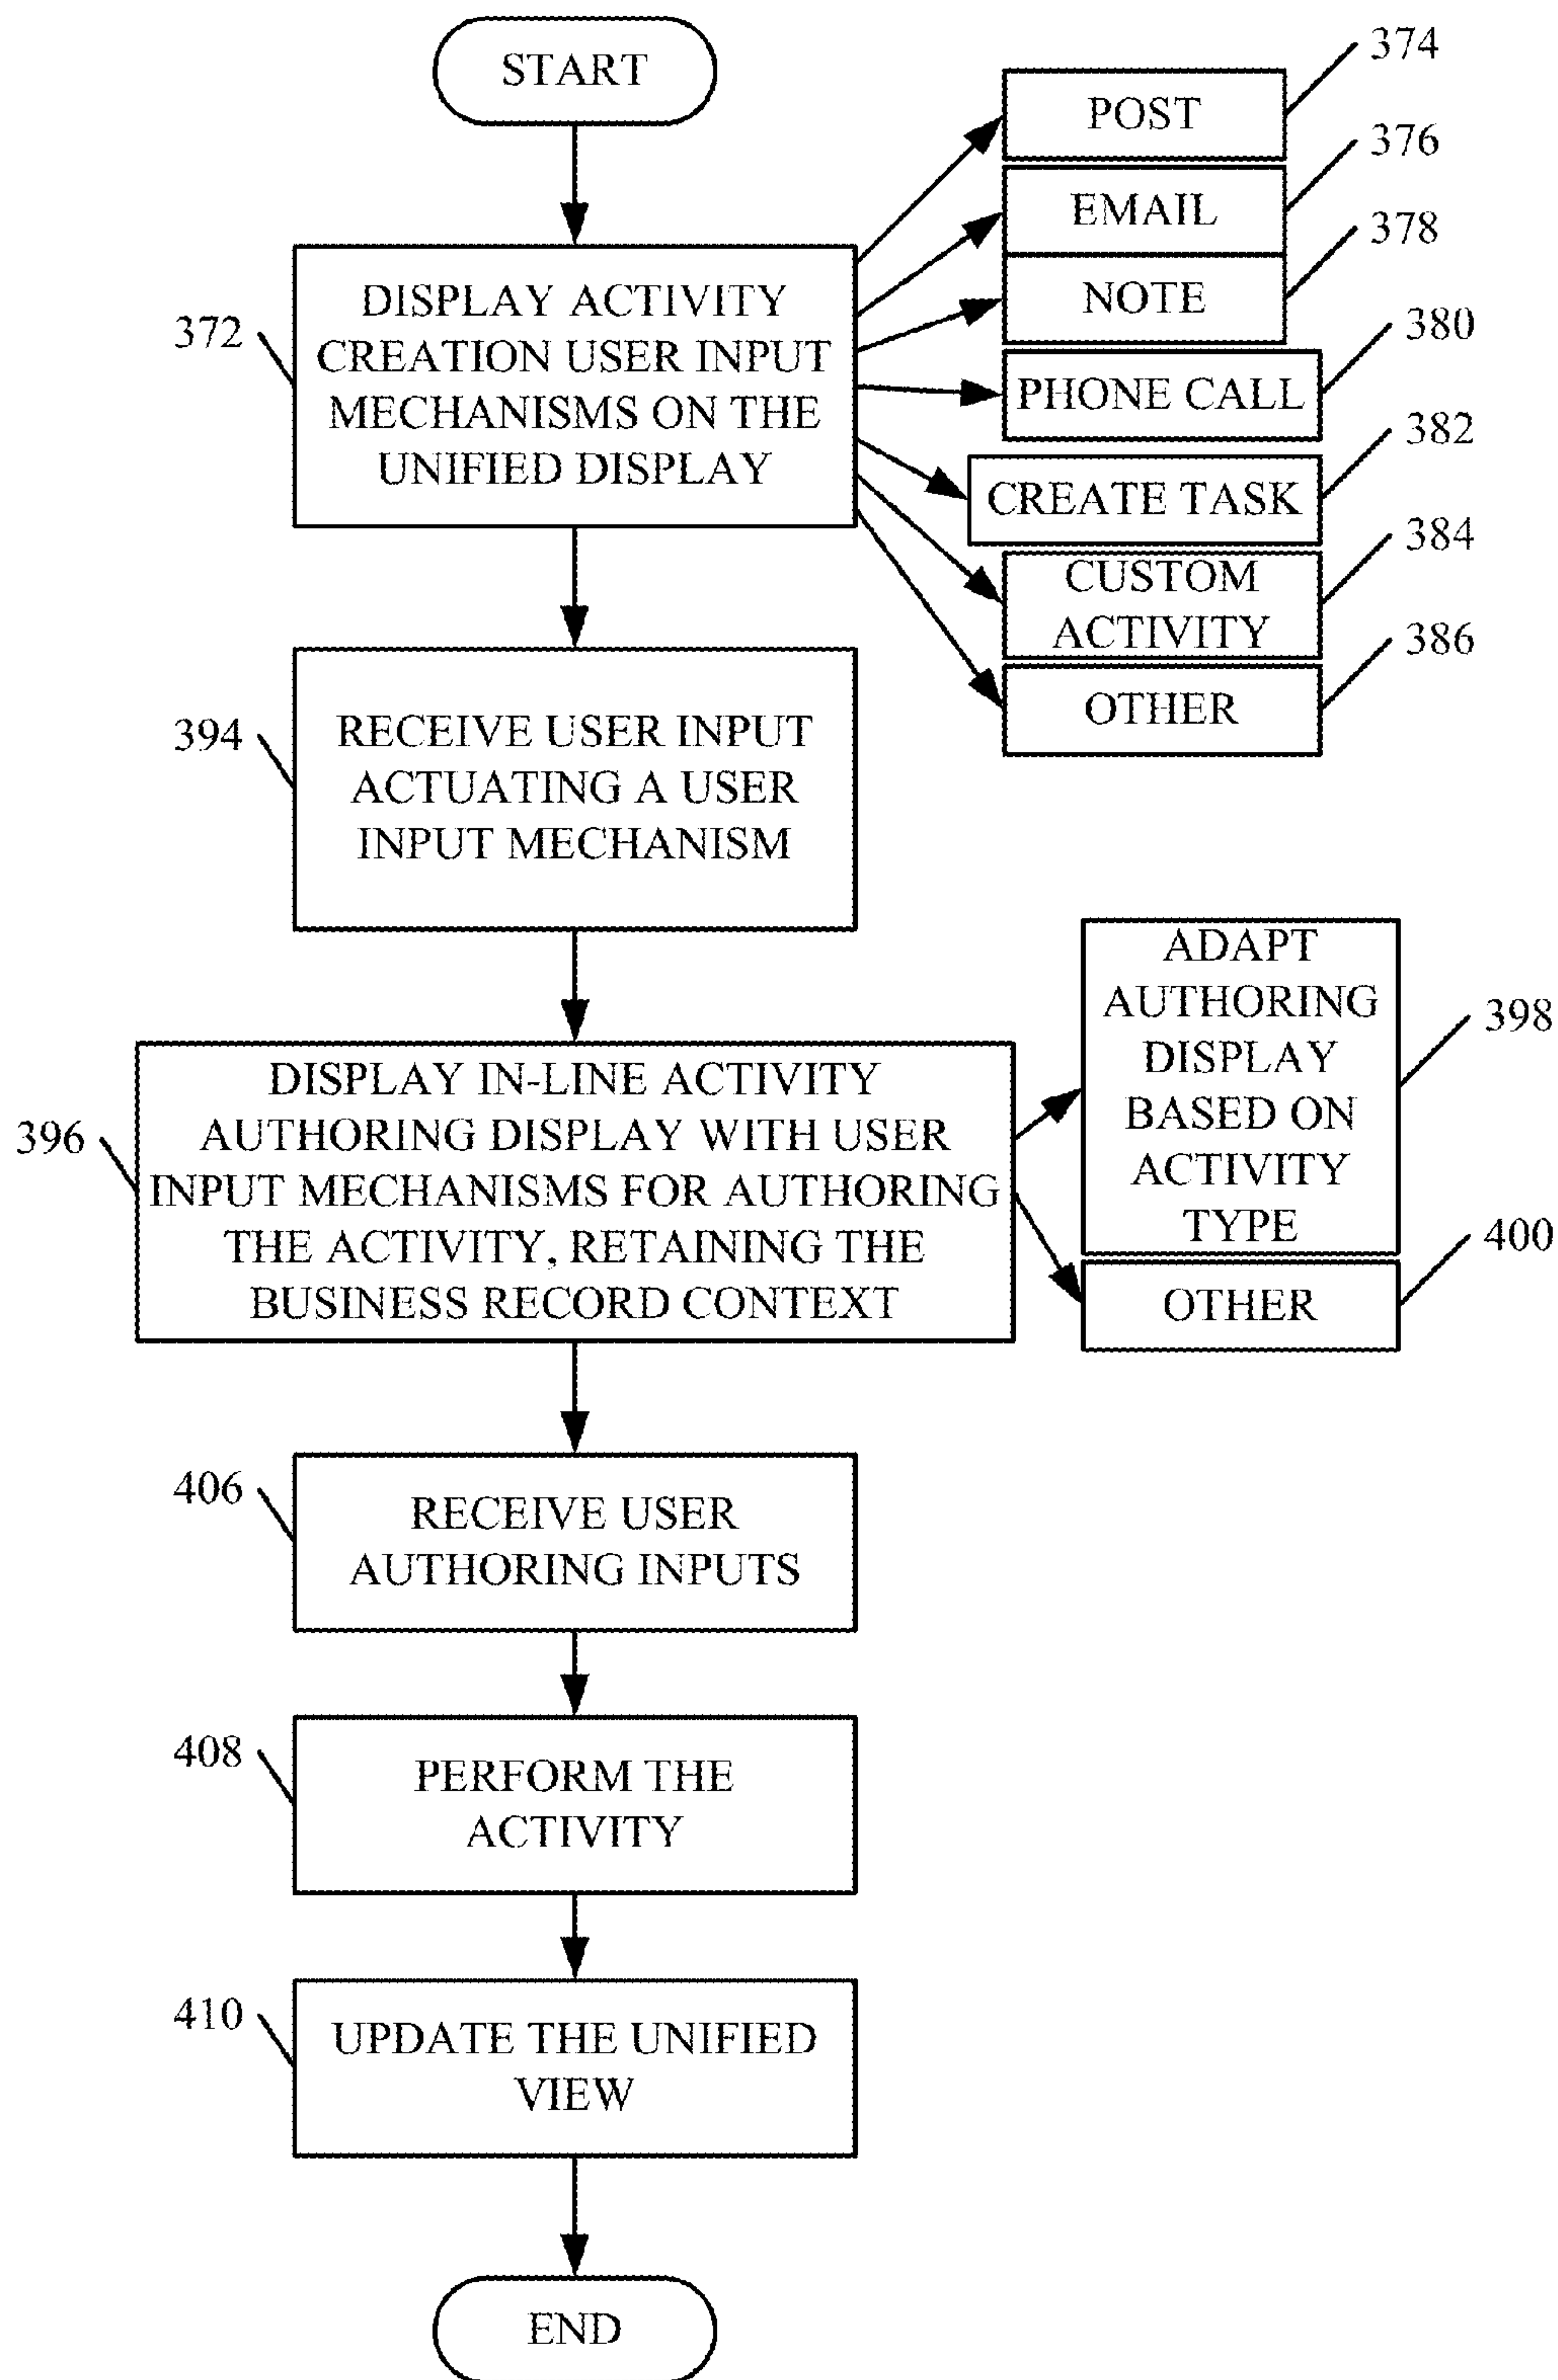 START
374
POST
376
EMAIL
378
NOTE
372
DISPLAY ACTIVITY
CREATION USER INPUT
MECHANISMS ON THE
UNIFIED DISPLAY
380
PHONE CALL
382
CREATE TASK
384
CUSTOM
ACTIVITY
386
OTHER
394
RECEIVE USER INPUT
ACTUATING A USER
INPUT MECHANISM
396
DISPLAY IN-LINE ACTIVITY
AUTHORING DISPLAY WITH USER
INPUT MECHANISMS FOR AUTHORING
THE ACTIVITY, RETAINING THE
BUSINESS RECORD CONTEXT
ADAPT
AUTHORING
DISPLAY
BASED ON
ACTIVITY
TYPE
398
400
OTHER
406
RECEIVE USER
AUTHORING INPUTS
408
PERFORM THE
ACTIVITY
410
UPDATE THE UNIFIED
VIEW
END